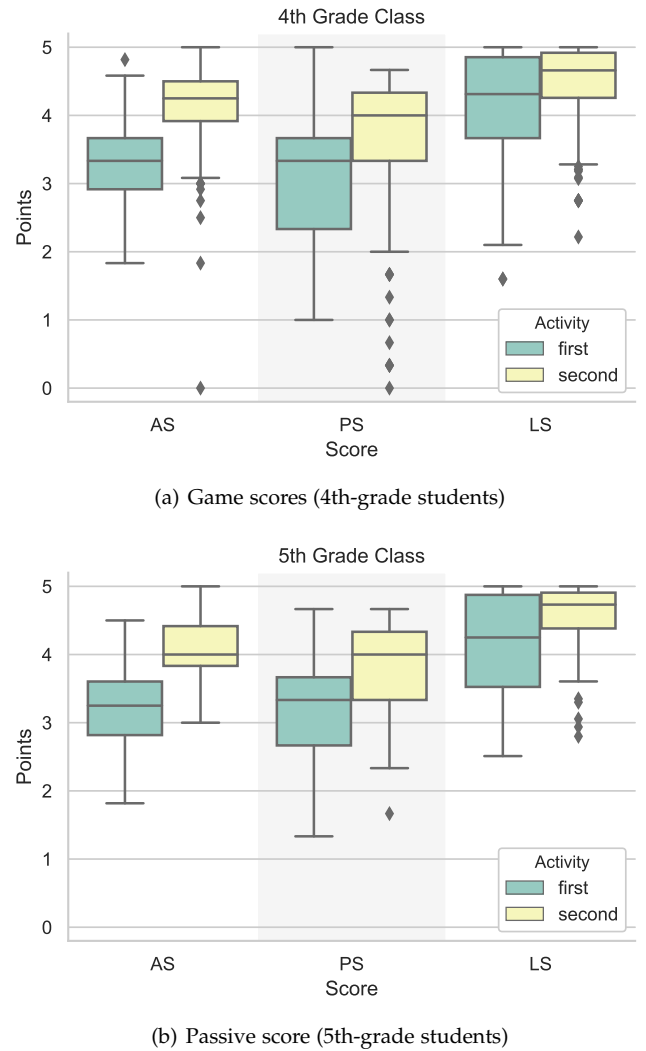 4th Grade Class
5
4
3
2
1
0
Points
Activity
first
second
AS PS LS
Score
(a) Game scores (4th-grade students)
5th Grade Class
5
4
3
2
1
0
Points
Activity
first
second
AS PS LS
Score
(b) Passive score (5th-grade students)